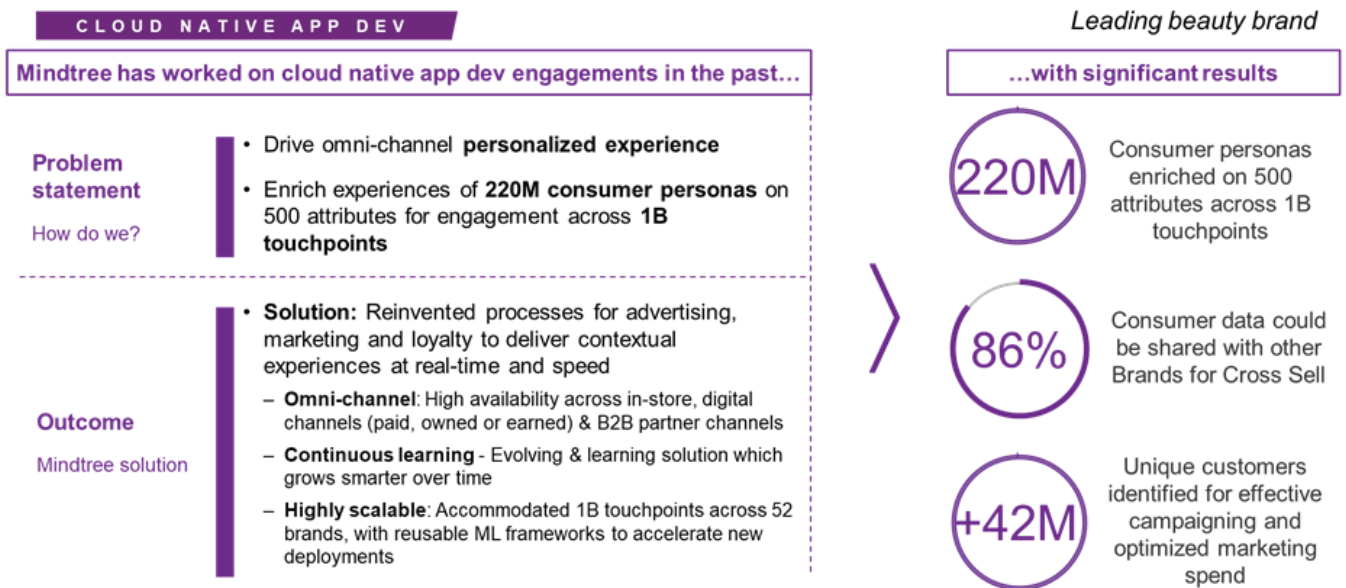 CLOUD NATIVE APP DEV
Leading beauty brand
Mindtree has worked on cloud native app dev engagements in the past...
...with significant results
Problem
statement
How do we?
• Drive omni-channel personalized experience
• Enrich experiences of 220M consumer personas on
500 attributes for engagement across 1B
touchpoints
Outcome
Mindtree solution
• Solution: Reinvented processes for advertising,
marketing and loyalty to deliver contextual
experiences at real-time and speed
– Omni-channel: High availability across in-store, digital
channels (paid, owned or earned) & B2B partner channels
– Continuous learning - Evolving & learning solution which
grows smarter over time
– Highly scalable: Accommodated 1B touchpoints across 52
brands, with reusable ML frameworks to accelerate new
deployments
220M
Consumer personas
enriched on 500
attributes across 1B
touchpoints
86%
Consumer data could
be shared with other
Brands for Cross Sell
+42M
Unique customers
identified for effective
campaigning and
optimized marketing
spend